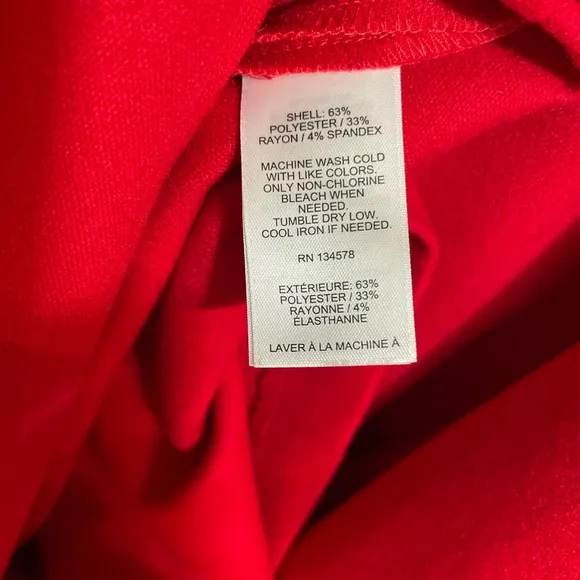 SHELL: 63%
POLYESTER / 33%
RAYON / 4% SPANDEX
MACHINE WASH COLD
WITH LIKE COLORS.
ONLY NON-CHLORINE
BLEACH WHEN
NEEDED.
TUMBLE DRY LOW.
COOL IRON IF NEEDED.
RN 134578
EXTÉRIEURE: 63%
POLYESTER / 33%
RAYONNE / 4%
ÉLASTHANNE
LAVER À LA MACHINE À